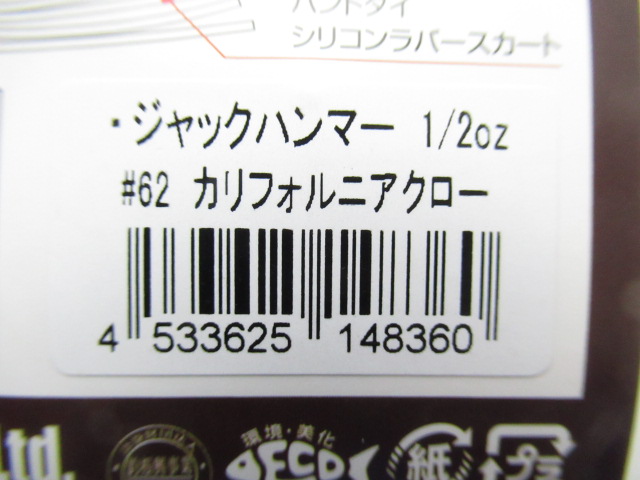 ハンドタイ
シリコンラバースカート
・ジャックハンマー 1/2oz
#62 カリフォルニアクロー
4 533625 148360
Ltd.
環境・美化
ECO
紙
プラ